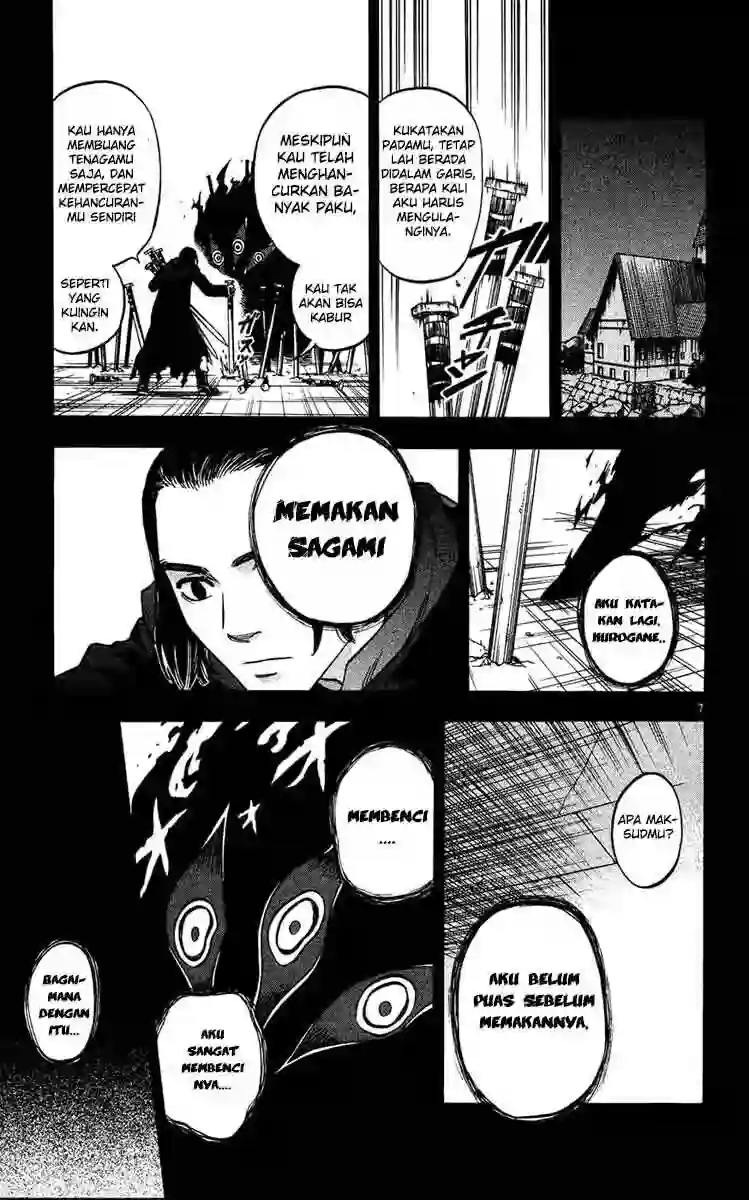 KUKATAKAN
PADAMU, TETAP
LAH BERADA
DIDALAM GARIS,
BERAPA KALI
AKU HARUS
MENGULA-
NGINYA.
ガチッ
MESKIPUN
KAU TELAH
MENGHAN-
CURKAN BA-
NYAK PAKU,
KAU TAK
AKAN BISA
KABUR
KAU HANYA
MEMBUANG
TENAGAMU
SAJA, DAN
MEMPERCEPAT
KEHANCURAN-
MU SENDIRI
SEPERTI
YANG
KUINGIN
KAN.
AKU KATA-
KAN LAGI,
KUROGANE..
MEMAKAN
SAGAMI
7
APA MAK-
SUDMU?
AKU BELUM
PUAS SEBELUM
MEMAKANNYA,
MEMBENCI
....
AKU
SANGAT
MEMBENCI
NYA....
BAGAI-
MANA
DENGAN
ITU...